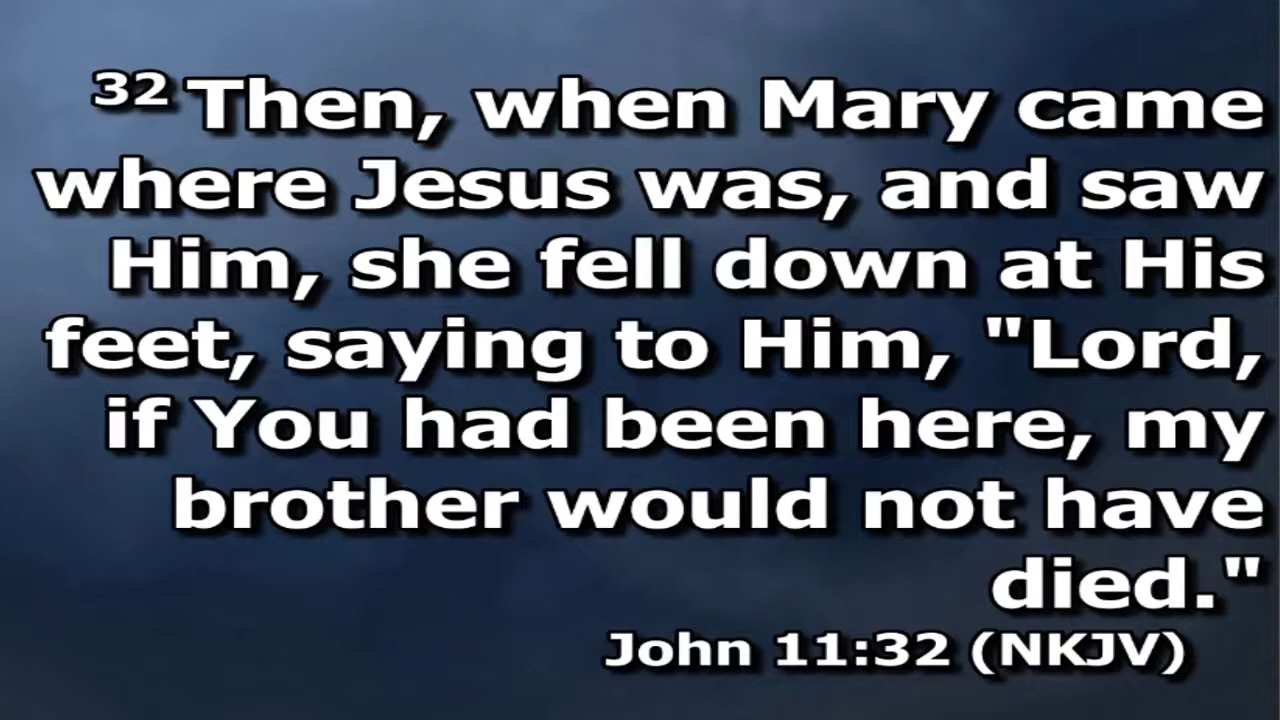 32 Then, when Mary came
where Jesus was, and saw
Him, she fell down at His
feet, saying to Him, "Lord,
if You had been here, my
brother would not have
died."
John 11:32 (NKJV)